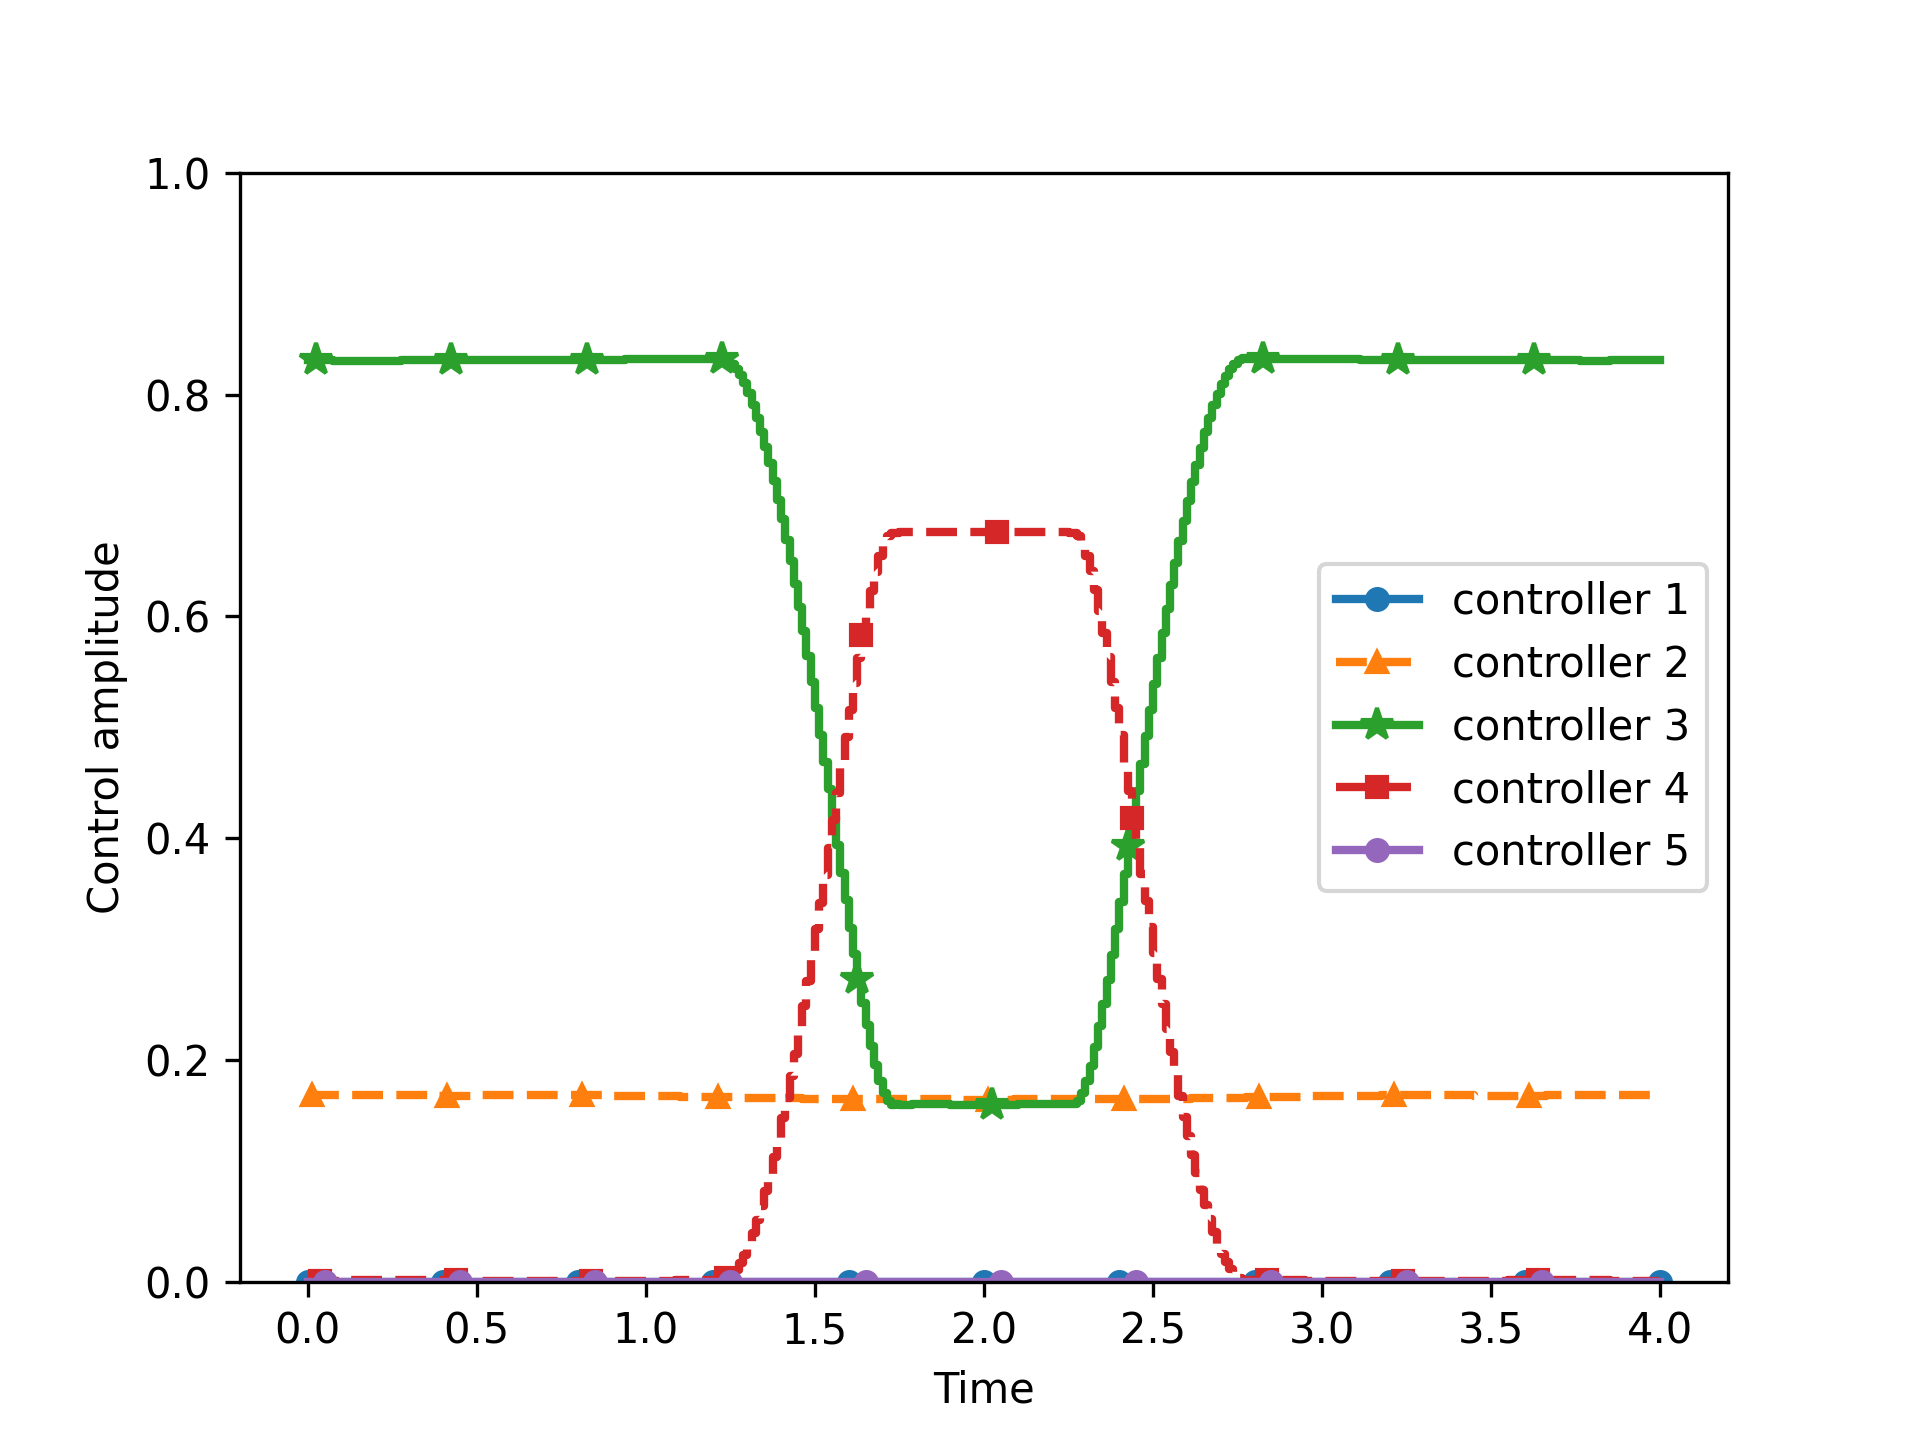 1.0
0.8
0.6
0.4
0.2
0.0
Control amplitude
controller 1
controller 2
controller 3
controller 4
controller 5
0.0 0.5 1.0 1.5 2.0 2.5 3.0 3.5 4.0
Time